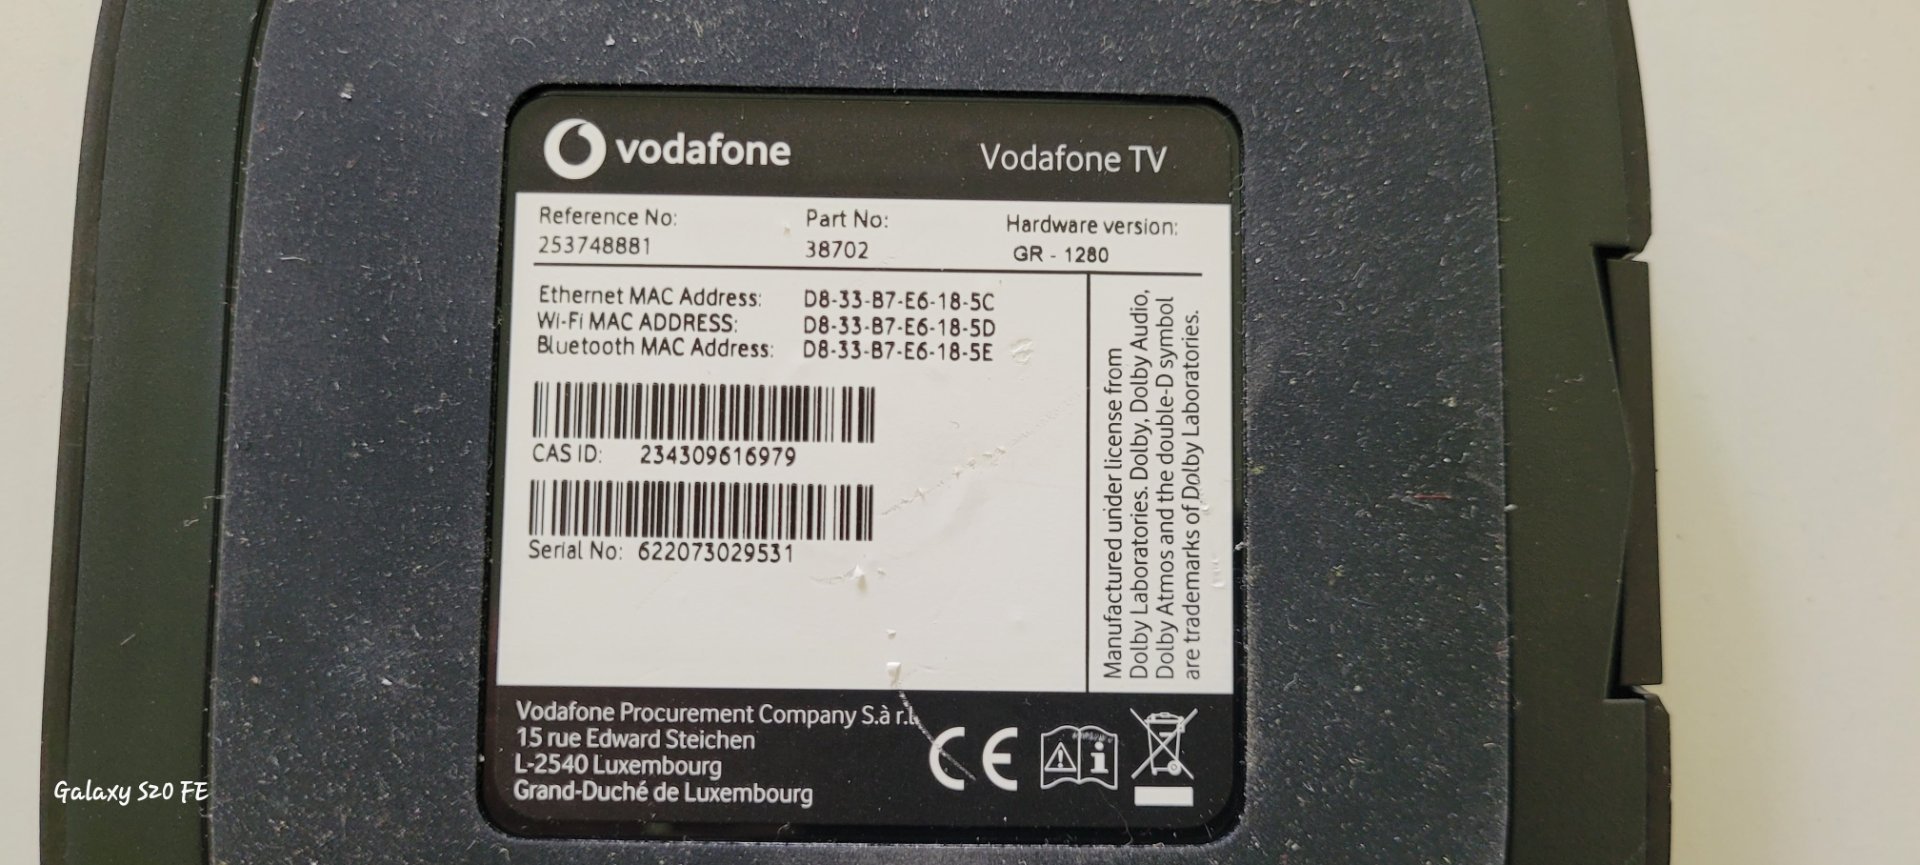 vodafone
Vodafone TV
Reference No: Part No: Hardware version:
253748881 38702 GR - 1280
Ethernet MAC Address: D8-33-B7-E6-18-5C
Wi-Fi MAC ADDRESS: D8-33-B7-E6-18-5D
Bluetooth MAC Address: D8-33-B7-E6-18-5E
CAS ID: 234309616979
Serial No: 622073029531
Manufactured under license from
Dolby Laboratories. Dolby, Dolby Audio,
Dolby Atmos and the double-D symbol
are trademarks of Dolby Laboratories.
Vodafone Procurement Company S.à r.l.
15 rue Edward Steichen
L-2540 Luxembourg
Grand-Duché de Luxembourg
CE
Galaxy S20 FE